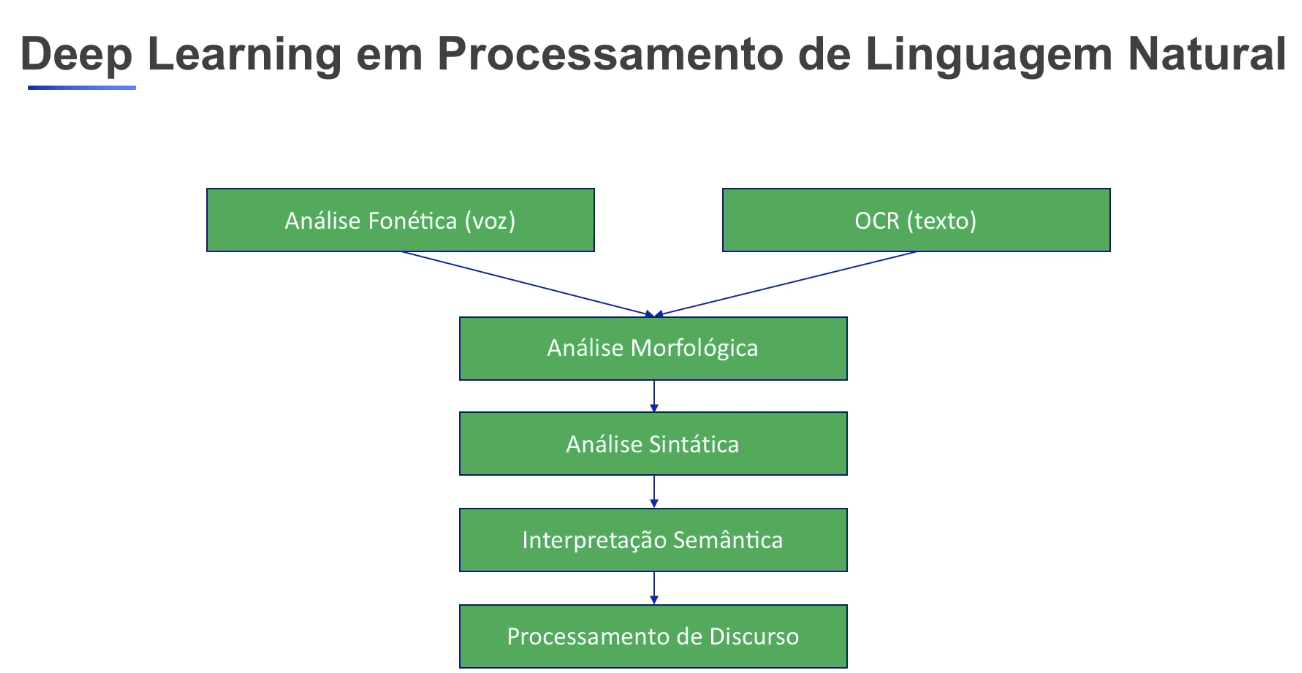 Deep Learning em Processamento de Linguagem Natural
Análise Fonética (voz)
OCR (texto)
Análise Morfológica
Análise Sintática
Interpretação Semântica
Processamento de Discurso